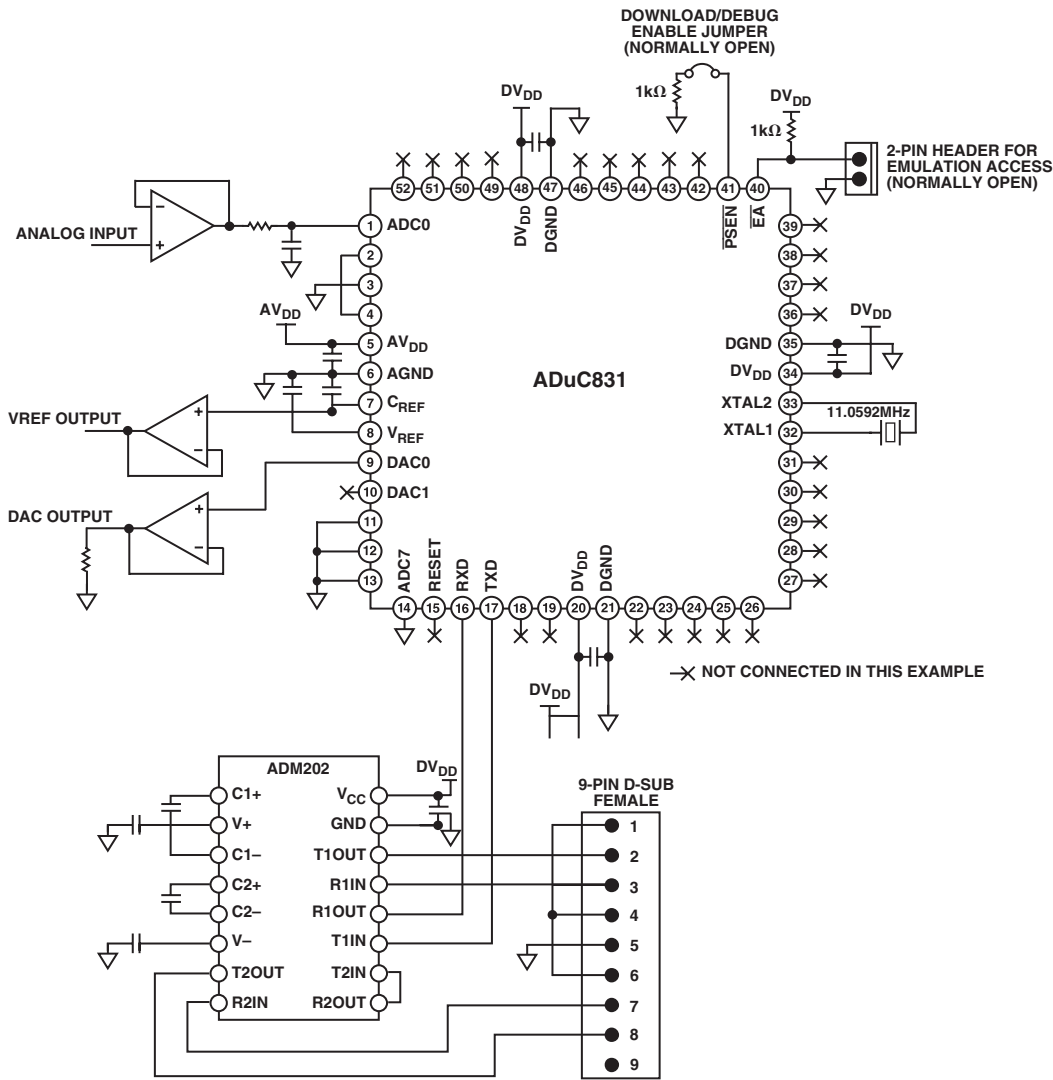 DOWNLOAD/DEBUG
ENABLE JUMPER
(NORMALLY OPEN)
1kΩ
DVDD
DVDD
1kΩ
2-PIN HEADER FOR
EMULATION ACCESS
(NORMALLY OPEN)
52 51 50 49 48 47 46 45 44 43 42 41 40
DVDD
DGND
PSEN
EA
ANALOG INPUT
1 ADC0
2
3
4
AVDD
5 AVDD
6 AGND
7 CREF
VREF OUTPUT
8 VREF
9 DAC0
10 DAC1
DAC OUTPUT
11
12
13
ADuC831
39
38
37
36
DVDD
DGND 35
DVDD 34
XTAL2 33
11.0592MHz
XTAL1 32
31
30
29
28
27
ADC7
RESET
RXD
TXD
DVDD
DGND
14 15 16 17 18 19 20 21 22 23 24 25 26
NOT CONNECTED IN THIS EXAMPLE
DVDD
ADM202
DVDD
C1+
V+
C1–
C2+
C2–
V–
T2OUT
R2IN
VCC
GND
T1OUT
R1IN
R1OUT
T1IN
T2IN
R2OUT
9-PIN D-SUB
FEMALE
1
2
3
4
5
6
7
8
9